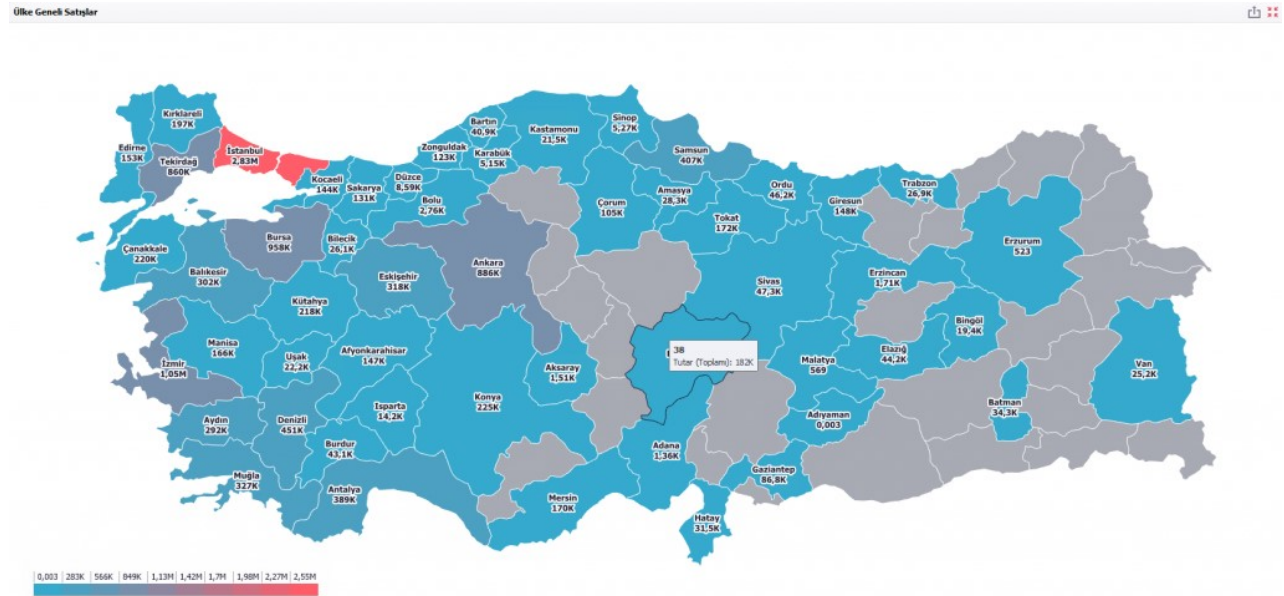 Ülke Geneli Satışlar
Kırklareli
197K
Edirne
153K
Tekirdağ
860K
İstanbul
2,83M
Kocaeli
144K
Sakarya
131K
Düzce
8,59K
Bolu
2,76K
Zonguldak
123K
Bartın
40,9K
Karabük
5,15K
Kastamonu
21,5K
Sinop
5,27K
Samsun
407K
Çorum
105K
Amasya
28,3K
Tokat
172K
Ordu
46,2K
Giresun
148K
Trabzon
26,9K
Erzurum
523
Erzincan
1,71K
Çanakkale
220K
Balıkesir
302K
Bursa
958K
Bilecik
26,1K
Eskişehir
318K
Ankara
886K
Sivas
47,3K
Kütahya
218K
Manisa
166K
Uşak
22,2K
Afyonkarahisar
147K
İzmir
1,05M
Aksaray
1,51K
38
Tutar (Toplam): 182K
Malatya
569
Elazığ
44,2K
Bingöl
19,4K
Van
25,2K
Batman
34,3K
Adıyaman
0,003
Aydın
292K
Denizli
451K
Isparta
14,2K
Burdur
43,1K
Konya
225K
Muğla
327K
Antalya
389K
Mersin
170K
Adana
1,36K
Gaziantep
86,8K
Hatay
31,5K
0,003 283K 566K 849K 1,13M 1,42M 1,7M 1,98M 2,27M 2,55M